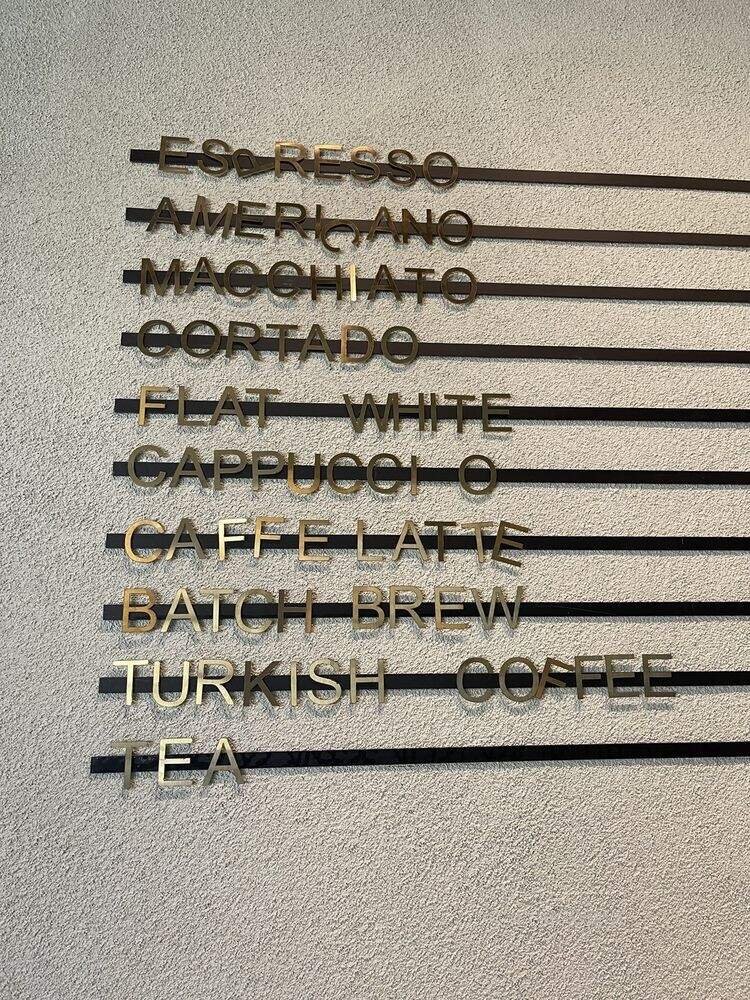 ESPRESSO
AMERICANO
MACCHIATO
CORTADO
FLAT WHITE
CAPPUCCI O
CAFFE LATTE
BATCH BREW
TURKISH COFFEE
TEA